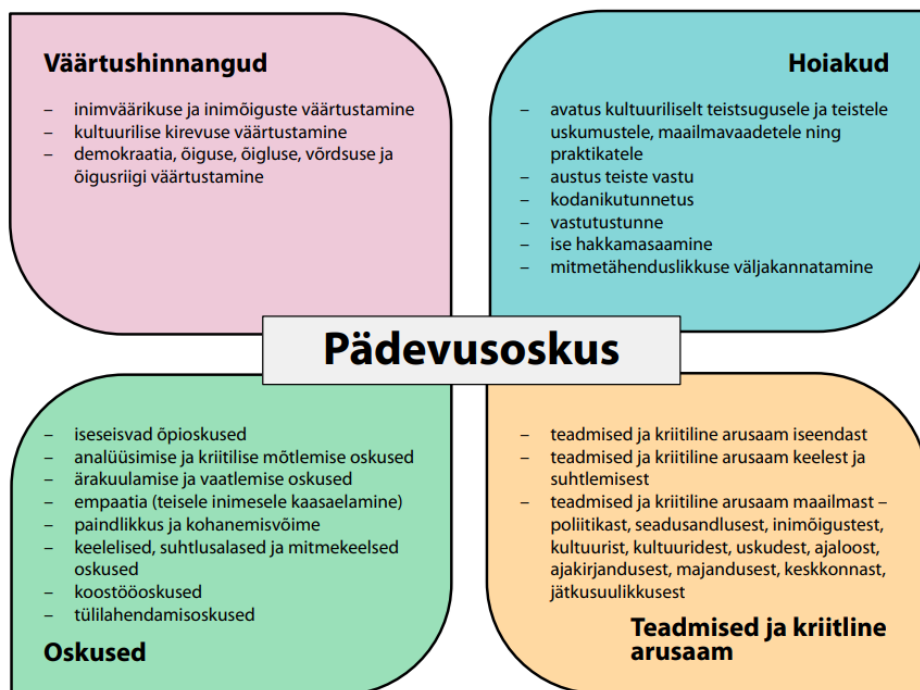 Väärtushinnangud
– inimväärikuse ja inimõiguste väärtustamine
– kultuurilise kirevuse väärtustamine
– demokraatia, õiguse, õigluse, võrdsuse ja
õigusriigi väärtustamine
Hoiakud
– avatus kultuuriliselt teistsugusele ja teistele
uskumustele, maailmavaadetele ning
praktikatele
– austus teiste vastu
– kodanikutunnetus
– vastutustunne
– ise hakkamasaamine
– mitmetähenduslikkuse väljakannatamine
Pädevusoskus
– iseseisvad õpioskused
– analüüsimise ja kriitilise mõtlemise oskused
– ärakuulamise ja vaatlemise oskused
– empaatia (teisele inimesele kaasaelamine)
– paindlikkus ja kohanemisvõime
– keelelised, suhtlusalased ja mitmekeelsed
oskused
– koostööoskused
– tülilahendamisoskused
Oskused
– teadmised ja kriitiline arusaam iseendast
– teadmised ja kriitiline arusaam keelest ja
suhtlemisest
– teadmised ja kriitiline arusaam maailmast –
poliitikast, seadusandlusest, inimõigustest,
kultuurist, kultuuridest, uskudest, ajaloost,
ajakirjandusest, majandusest, keskkonnast,
jätkusuulikkusest
Teadmised ja kriitline
arusaam